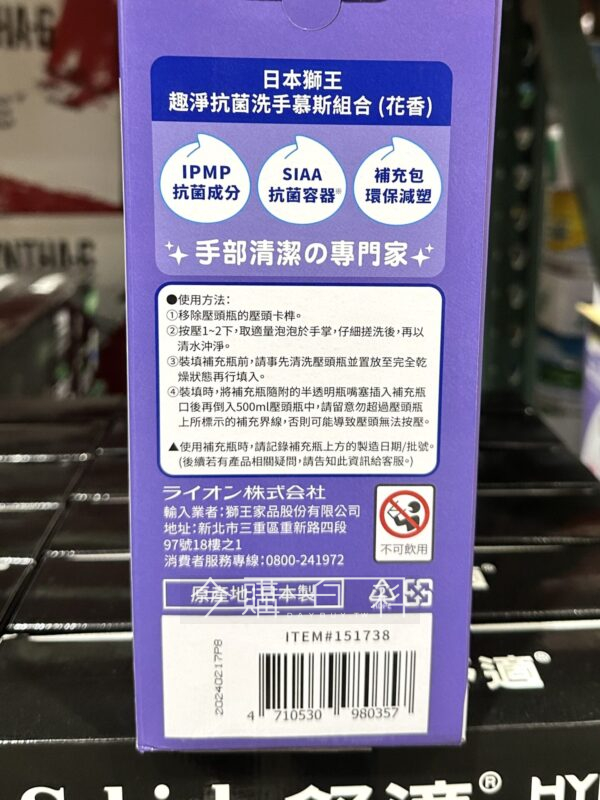 日本獅王
趣淨抗菌洗手慕斯組合(花香)
IPMP
抗菌成分
SIAA
抗菌容器※
補充包
環保減塑
手部清潔の專門家
●使用方法:
①移除壓頭瓶的壓頭卡榫。
②按壓1~2下,取適量泡泡於手掌,仔細搓洗後,再以
清水沖淨。
③裝填補充瓶前,請事先清洗壓頭瓶並置放至完全乾
燥狀態再行填入。
④裝填時,將補充瓶隨附的半透明瓶嘴塞插入補充瓶
口後再倒入500ml壓頭瓶中,請留意勿超過壓頭瓶
上所標示的補充界線,否則可能導致壓頭無法按壓。
▲使用補充瓶時,請記錄補充瓶上方的製造日期/批號。
(後續若有產品相關疑問,請告知此資訊給客服。)
ライオン株式会社
輸入業者:獅王家品股份有限公司
地址:新北市三重區重新路四段
97號18樓之1
消費者服務專線:0800-241972
不可飲用
原產地:日本製
ITEM#151738
20240217P8
4 710530 980357
適®
舒適® HY